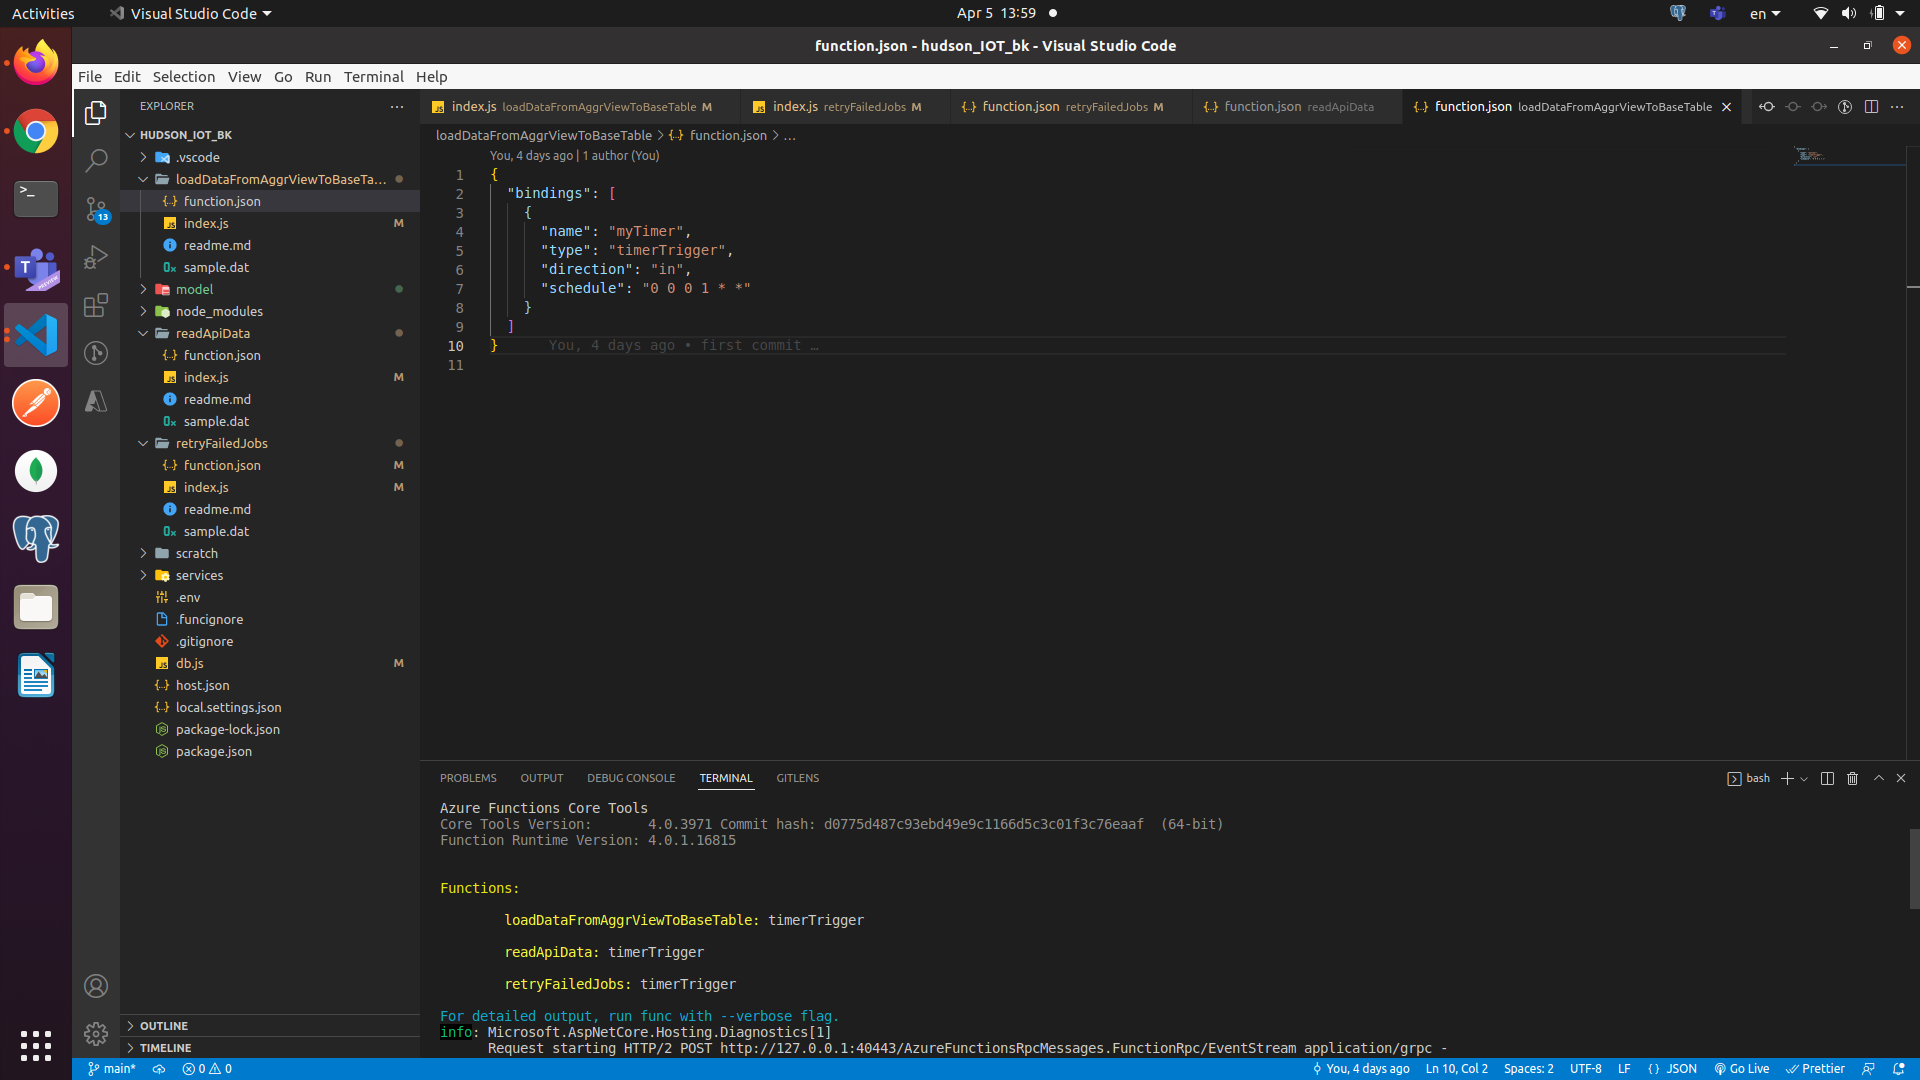 Activities
Visual Studio Code
Apr 5 13:59
en
function.json - hudson_IOT_bk - Visual Studio Code
File Edit Selection View Go Run Terminal Help
EXPLORER
HUDSON_IOT_BK
.vscode
loadDataFromAggrViewToBaseTa...
function.json
index.js M
readme.md
sample.dat
model
node_modules
readApiData
function.json
index.js M
readme.md
sample.dat
retryFailedJobs
function.json M
index.js M
readme.md
sample.dat
scratch
services
.env
.funcignore
.gitignore
db.js M
host.json
local.settings.json
package-lock.json
package.json
OUTLINE
TIMELINE
13
index.js loadDataFromAggrViewToBaseTable M
index.js retryFailedJobs M
function.json retryFailedJobs M
function.json readApiData
function.json loadDataFromAggrViewToBaseTable
loadDataFromAggrViewToBaseTable > {..} function.json > ...
You, 4 days ago | 1 author (You)
1 {
2 "bindings": [
3 {
4 "name": "myTimer",
5 "type": "timerTrigger",
6 "direction": "in",
7 "schedule": "0 0 0 1 * *"
8 }
9 ]
10 } You, 4 days ago • first commit …
11
PROBLEMS OUTPUT DEBUG CONSOLE TERMINAL GITLENS
bash
Azure Functions Core Tools
Core Tools Version: 4.0.3971 Commit hash: d0775d487c93ebd49e9c1166d5c3c01f3c76eaaf (64-bit)
Function Runtime Version: 4.0.1.16815
Functions:
loadDataFromAggrViewToBaseTable: timerTrigger
readApiData: timerTrigger
retryFailedJobs: timerTrigger
For detailed output, run func with --verbose flag.
info: Microsoft.AspNetCore.Hosting.Diagnostics[1]
Request starting HTTP/2 POST http://127.0.0.1:40443/AzureFunctionsRpcMessages.FunctionRpc/EventStream application/grpc -
main* 0 0
You, 4 days ago Ln 10, Col 2 Spaces: 2 UTF-8 LF {} JSON Go Live Prettier